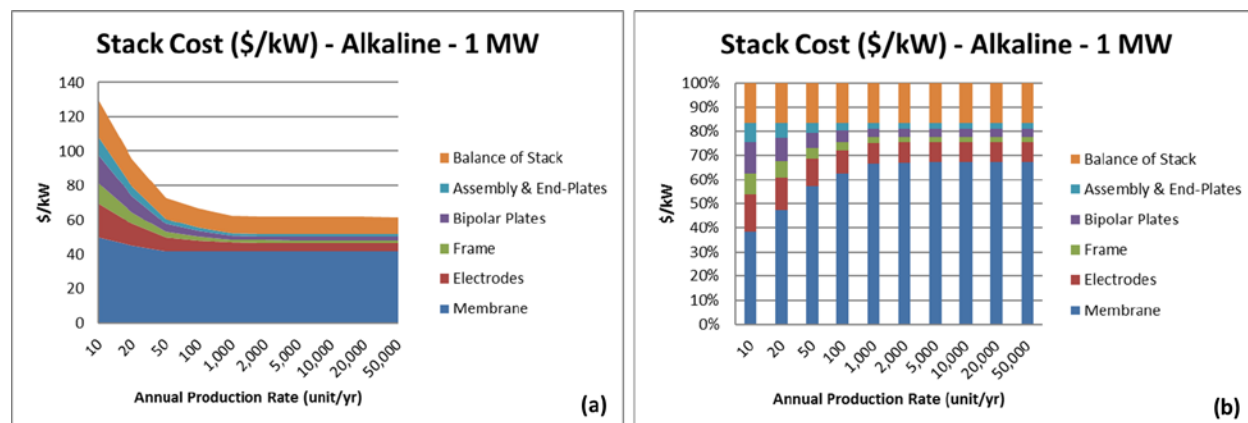 Stack Cost ($/kW) - Alkaline - 1 MW
140
120
100
80
60
40
20
0
$/kW
10
20
50
100
1,000
2,000
5,000
10,000
20,000
50,000
Annual Production Rate (unit/yr)
Balance of Stack
Assembly & End-Plates
Bipolar Plates
Frame
Electrodes
Membrane
(a)
Stack Cost ($/kW) - Alkaline - 1 MW
100%
90%
80%
70%
60%
50%
40%
30%
20%
10%
0%
$/kW
10
20
50
100
1,000
2,000
5,000
10,000
20,000
50,000
Annual Production Rate (unit/yr)
Balance of Stack
Assembly & End-Plates
Bipolar Plates
Frame
Electrodes
Membrane
(b)